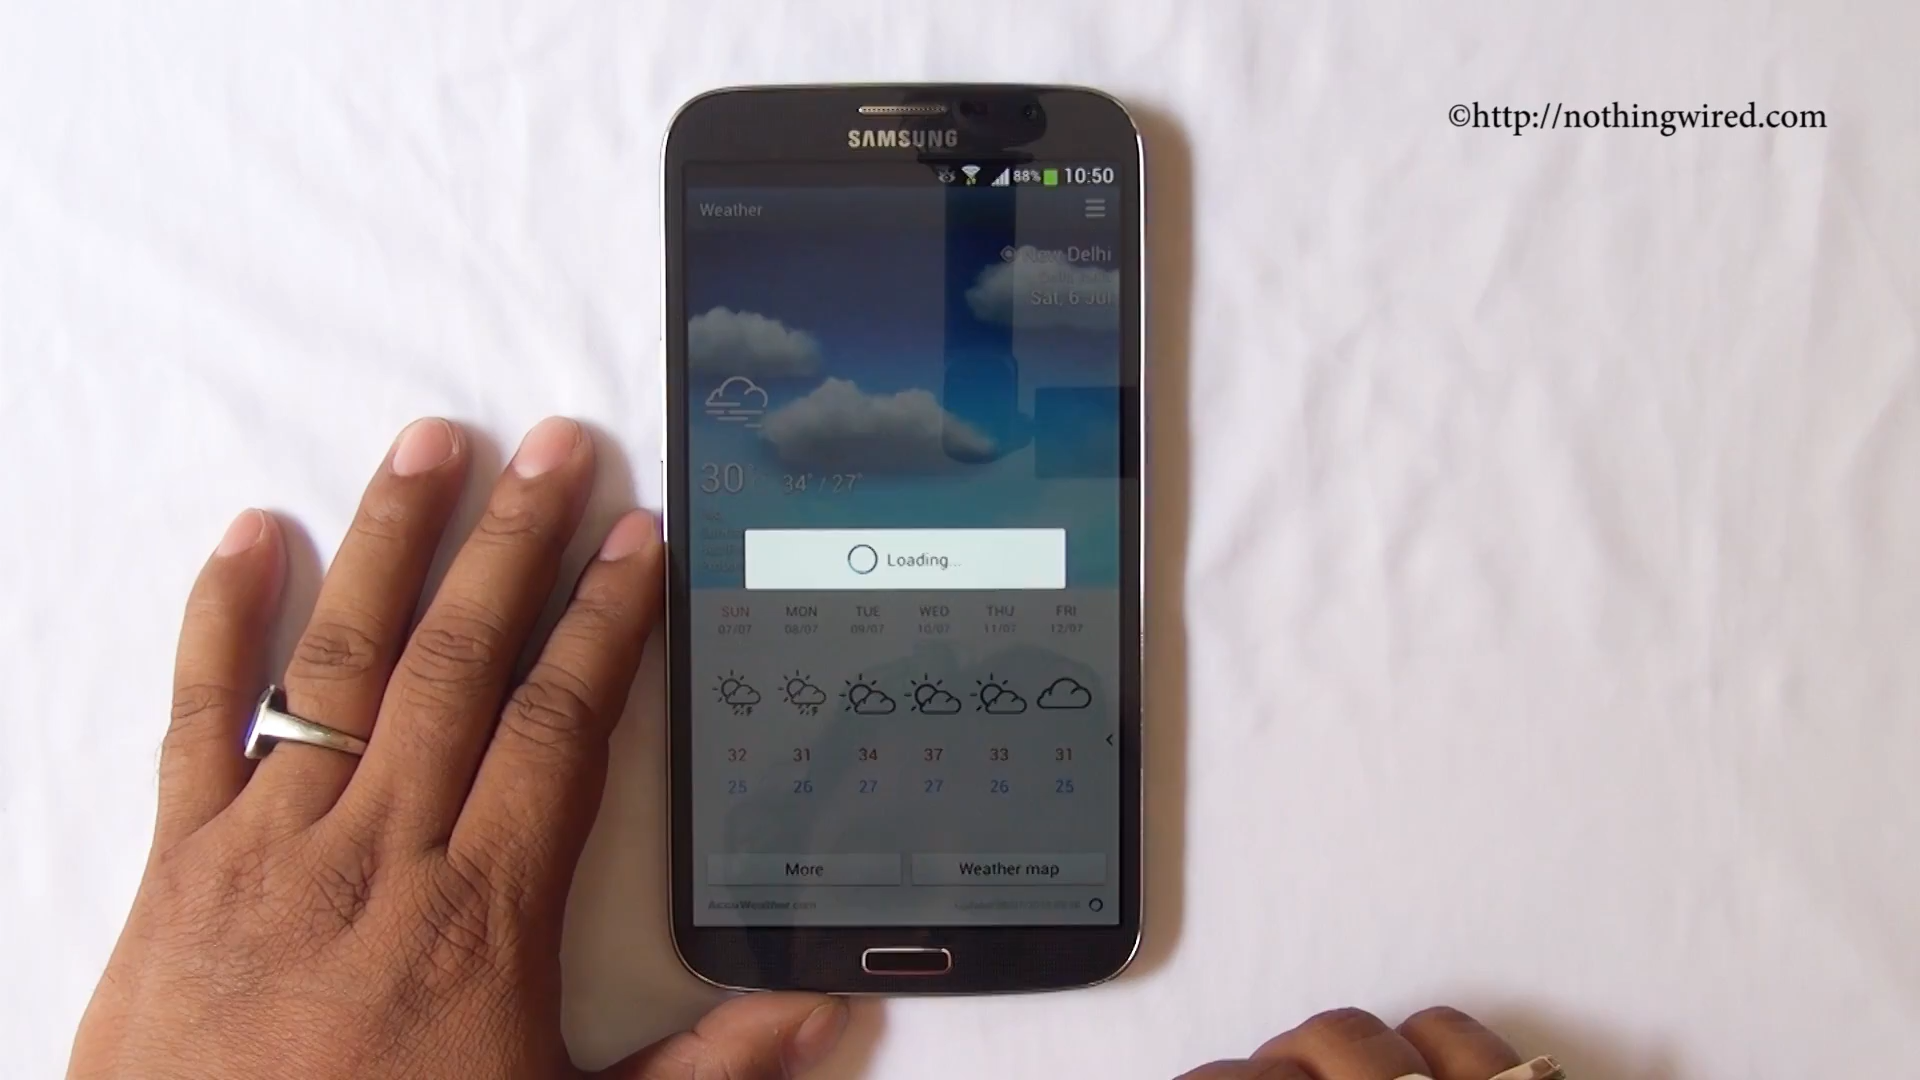 ©http://nothingwired.com
SAMSUNG
88% 10:50
Weather
New Delhi
Sat, 6 Jul
30° 34° / 27°
Loading...
SUN MON TUE WED THU FRI
07/07 08/07 09/07 10/07 11/07 12/07
32 31 34 37 33 31
25 26 27 27 26 25
More Weather map
AccuWeather.com